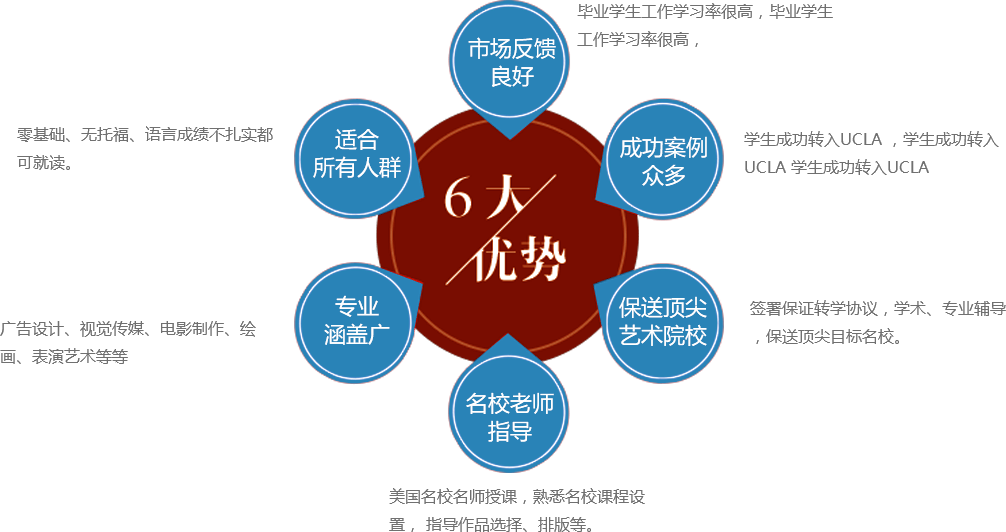 毕业学生工作学习率很高，毕业学生
工作学习率很高，
市场反馈
良好
零基础、无托福、语言成绩不扎实都
可就读。
适合
所有人群
成功案例
众多
学生成功转入UCLA ，学生成功转入
UCLA 学生成功转入UCLA
6 大
优势
专业
涵盖广
广告设计、视觉传媒、电影制作、绘
画、表演艺术等等
保送顶尖
艺术院校
签署保证转学协议，学术、专业辅导
，保送顶尖目标名校。
名校老师
指导
美国名校名师授课，熟悉名校课程设
置， 指导作品选择、排版等。